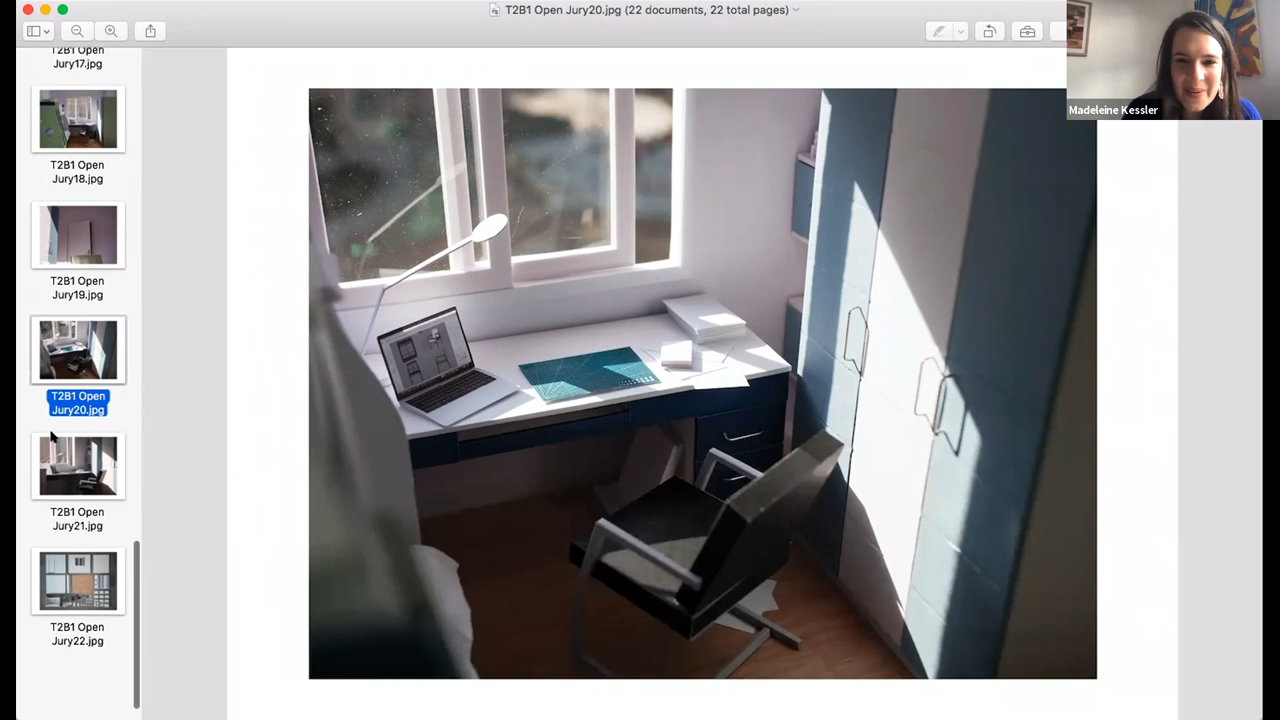 T2B1 Open Jury20.jpg (22 documents, 22 total pages)
Madeleine Kessler
T2B1 Open
Jury17.jpg
T2B1 Open
Jury18.jpg
T2B1 Open
Jury19.jpg
T2B1 Open
Jury20.jpg
T2B1 Open
Jury21.jpg
T2B1 Open
Jury22.jpg